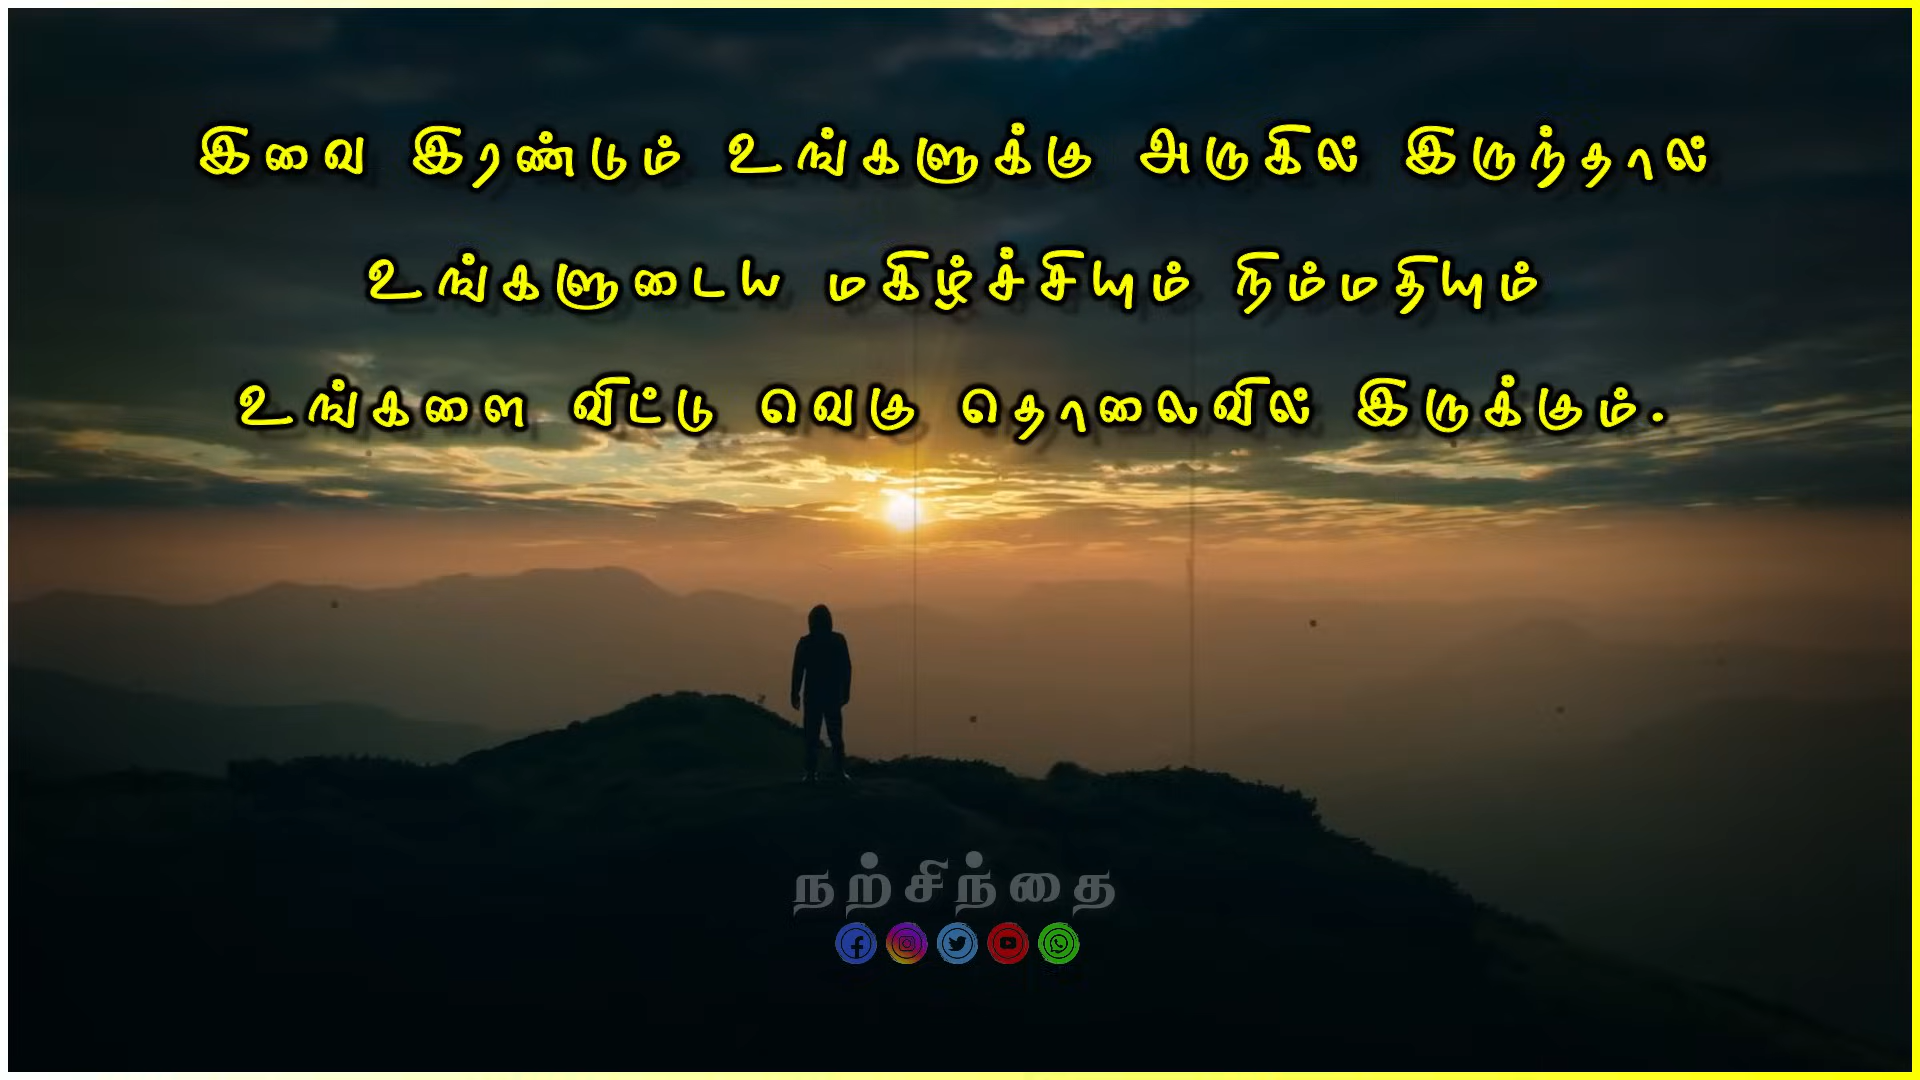 இவை இரண்டும் உங்களுக்கு அருகில் இருந்தால்
உங்களுடைய மகிழ்ச்சியும் நிம்மதியும்
உங்களை விட்டு வெகு தொலைவில் இருக்கும்.
நற்சிந்தை